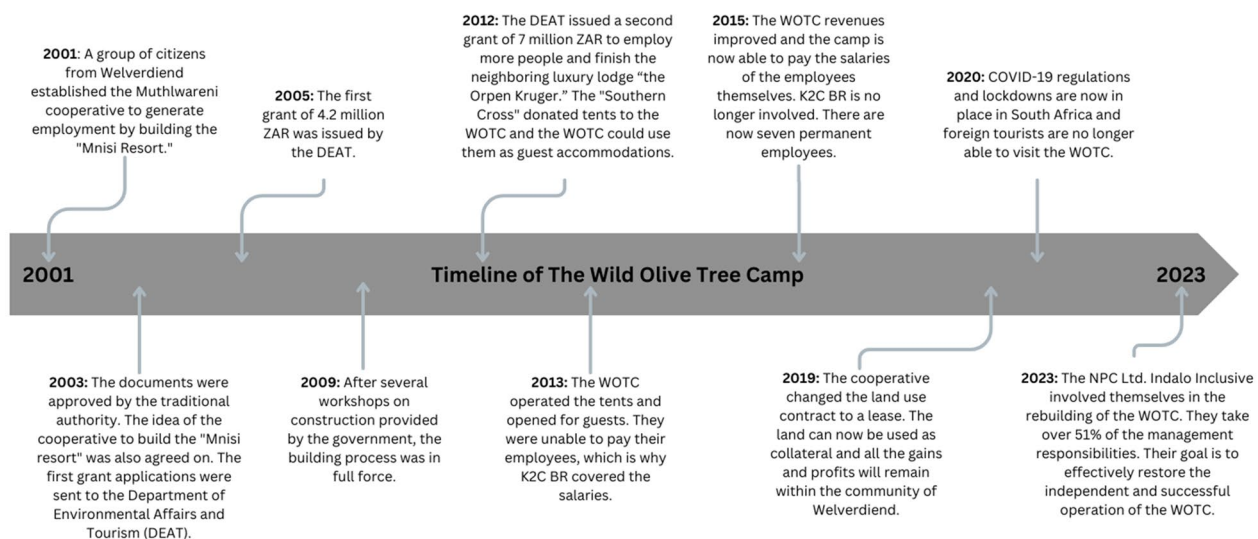 2001: A group of citizens
from Welverdiend
established the Muthlwareni
cooperative to generate
employment by building the
"Mnisi Resort."
2005: The first
grant of 4.2 million
ZAR was issued by
the DEAT.
2012: The DEAT issued a second
grant of 7 million ZAR to employ
more people and finish the
neighboring luxury lodge “the
Orpen Kruger.” The "Southern
Cross" donated tents to the
WOTC and the WOTC could use
them as guest accommodations.
2015: The WOTC revenues
improved and the camp is
now able to pay the salaries
of the employees
themselves. K2C BR is no
longer involved. There are
now seven permanent
employees.
2020: COVID-19 regulations
and lockdowns are now in
place in South Africa and
foreign tourists are no longer
able to visit the WOTC.
2001
Timeline of The Wild Olive Tree Camp
2023
2003: The documents were
approved by the traditional
authority. The idea of the
cooperative to build the "Mnisi
resort" was also agreed on. The
first grant applications were
sent to the Department of
Environmental Affairs and
Tourism (DEAT).
2009: After several
workshops on
construction provided
by the government, the
building process was in
full force.
2013: The WOTC
operated the tents and
opened for guests. They
were unable to pay their
employees, which is why
K2C BR covered the
salaries.
2019: The cooperative
changed the land use
contract to a lease. The
land can now be used as
collateral and all the gains
and profits will remain
within the community of
Welverdiend.
2023: The NPC Ltd. Indalo Inclusive
involved themselves in the
rebuilding of the WOTC. They take
over 51% of the management
responsibilities. Their goal is to
effectively restore the
independent and successful
operation of the WOTC.